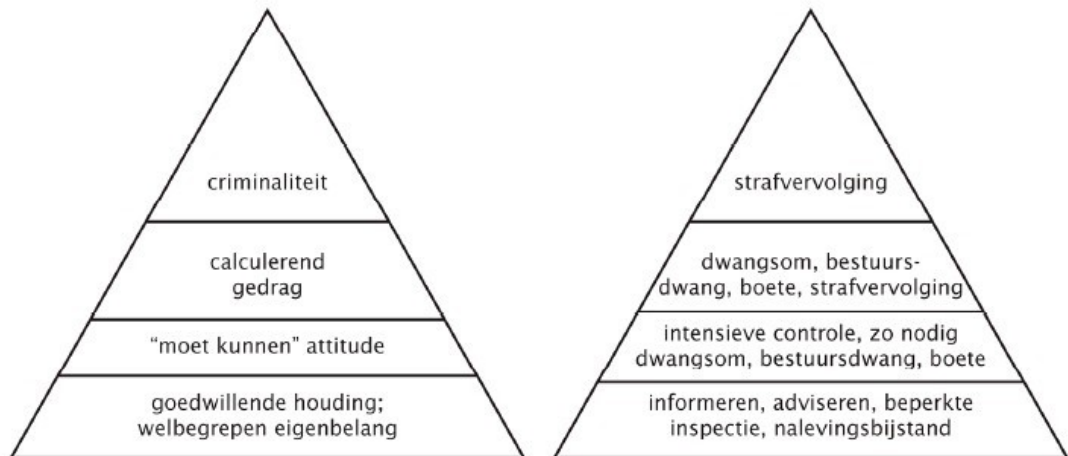 criminaliteit
calculerend
gedrag
“moet kunnen” attitude
goedwillende houding;
welbegrepen eigenbelang
strafvervolging
dwangsom, bestuurs-
dwang, boete, strafvervolging
intensieve controle, zo nodig
dwangsom, bestuursdwang, boete
informeren, adviseren, beperkte
inspectie, nalevingsbijstand